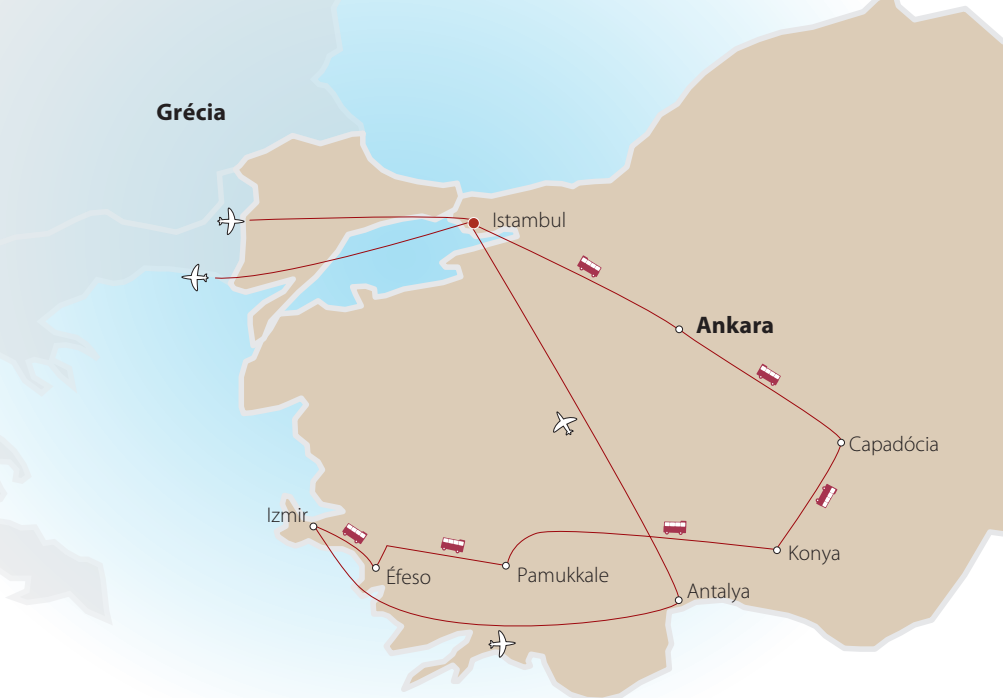 Grécia
Istambul
Ankara
Capadócia
Izmir
Konya
Éfeso
Pamukkale
Antalya